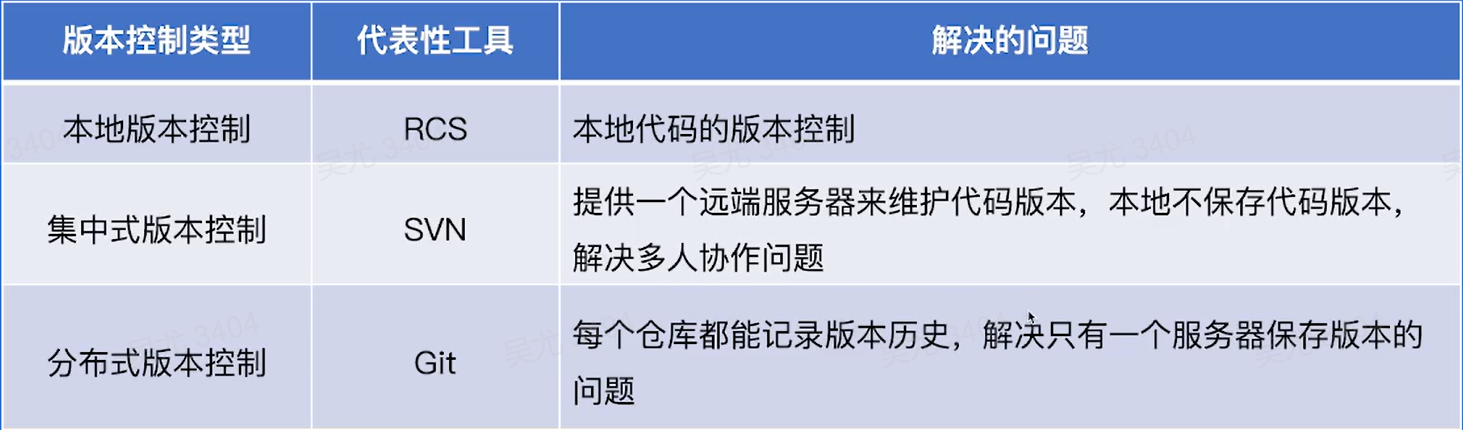 版本控制类型 代表性工具 解决的问题
本地版本控制 RCS 本地代码的版本控制
集中式版本控制 SVN 提供一个远端服务器来维护代码版本，本地不保存代码版本，
解决多人协作问题
分布式版本控制 Git 每个仓库都能记录版本历史，解决只有一个服务器保存版本的
问题
吴尤 3404